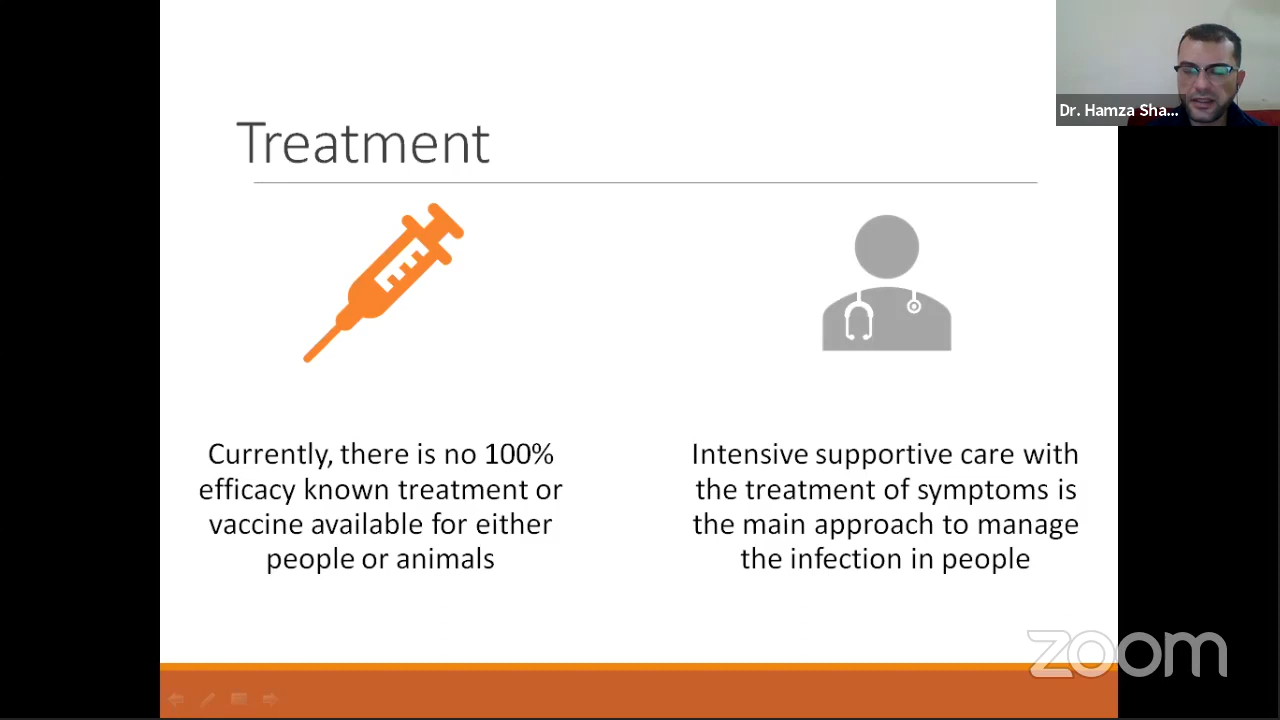 Dr. Hamza Sha...
Treatment
Currently, there is no 100%
efficacy known treatment or
vaccine available for either
people or animals
Intensive supportive care with
the treatment of symptoms is
the main approach to manage
the infection in people
zoom